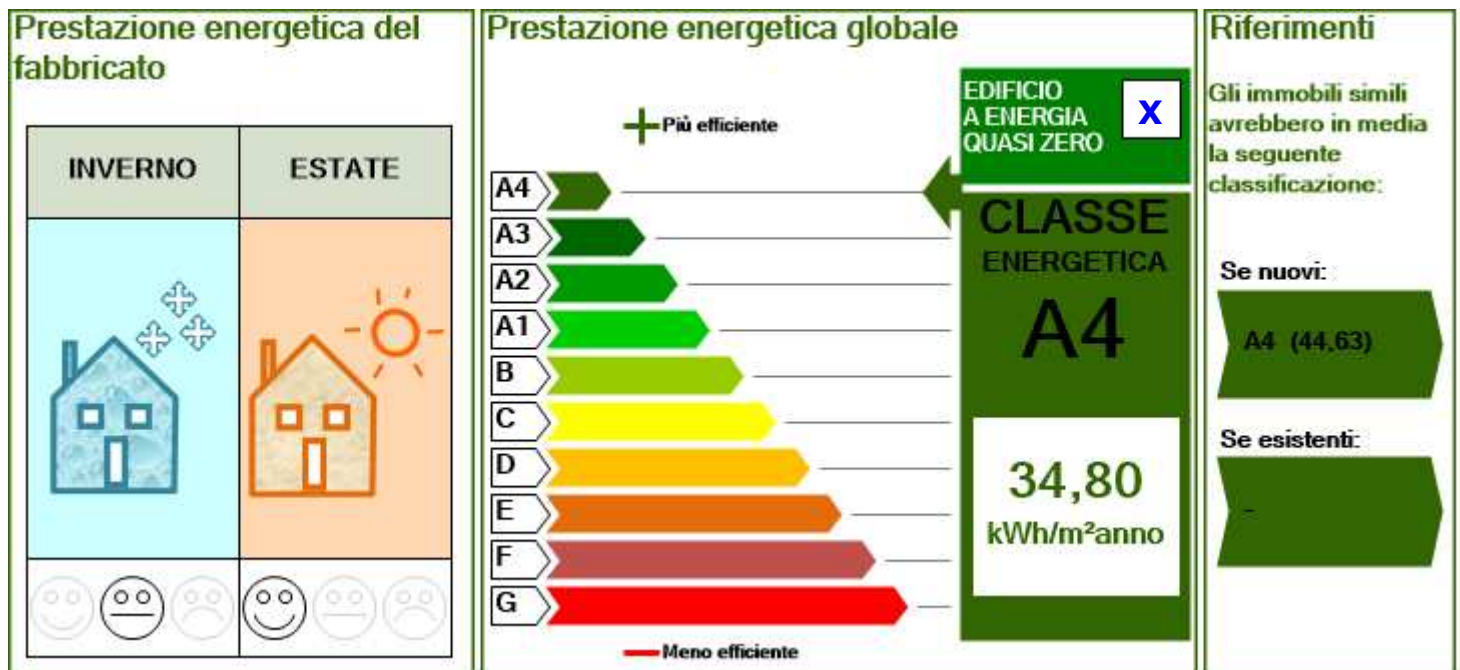 Prestazione energetica del
fabbricato
INVERNO
ESTATE
Prestazione energetica globale
Più efficiente
A4
A3
A2
A1
B
C
D
E
F
G
Meno efficiente
EDIFICIO
A ENERGIA
QUASI ZERO
X
CLASSE
ENERGETICA
A4
34,80
kWh/m²anno
Riferimenti
Gli immobili simili
avrebbero in media
la seguente
classificazione:
Se nuovi:
A4 (44,63)
Se esistenti:
-